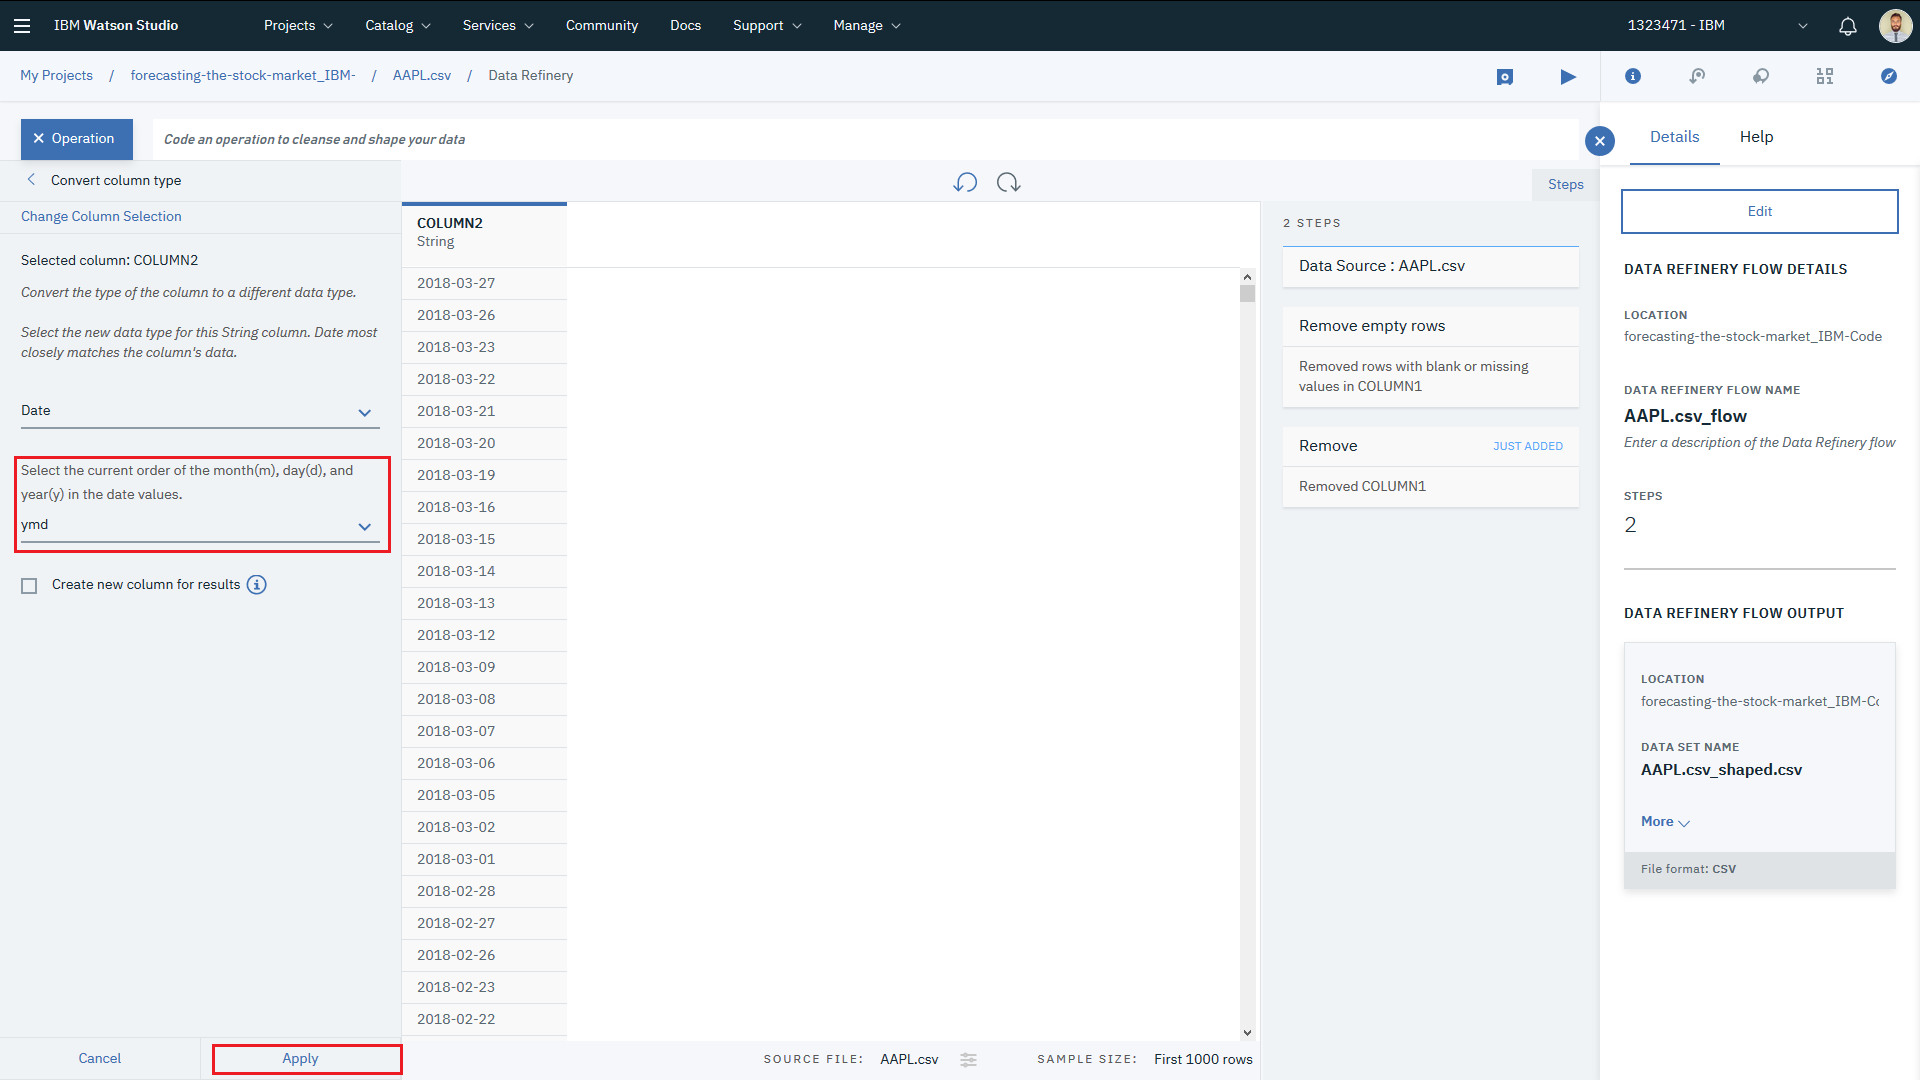 IBM Watson Studio
Projects
Catalog
Services
Community
Docs
Support
Manage
1323471 - IBM
My Projects / forecasting-the-stock-market_IBM- / AAPL.csv / Data Refinery
Operation
Code an operation to cleanse and shape your data
Convert column type
Change Column Selection
Selected column: COLUMN2
Convert the type of the column to a different data type.
Select the new data type for this String column. Date most
closely matches the column's data.
Date
Select the current order of the month(m), day(d), and
year(y) in the date values.
ymd
Create new column for results
Cancel
Apply
COLUMN2
String
2018-03-27
2018-03-26
2018-03-23
2018-03-22
2018-03-21
2018-03-20
2018-03-19
2018-03-16
2018-03-15
2018-03-14
2018-03-13
2018-03-12
2018-03-09
2018-03-08
2018-03-07
2018-03-06
2018-03-05
2018-03-02
2018-03-01
2018-02-28
2018-02-27
2018-02-26
2018-02-23
2018-02-22
SOURCE FILE: AAPL.csv
SAMPLE SIZE: First 1000 rows
Steps
2 STEPS
Data Source : AAPL.csv
Remove empty rows
Removed rows with blank or missing
values in COLUMN1
Remove
JUST ADDED
Removed COLUMN1
Details
Help
Edit
DATA REFINERY FLOW DETAILS
LOCATION
forecasting-the-stock-market_IBM-Code
DATA REFINERY FLOW NAME
AAPL.csv_flow
Enter a description of the Data Refinery flow
STEPS
2
DATA REFINERY FLOW OUTPUT
LOCATION
forecasting-the-stock-market_IBM-Co
DATA SET NAME
AAPL.csv_shaped.csv
More
File format: CSV